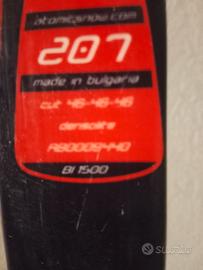 atomicsnow.com
207
made in bulgaria
cut 46-46-46
densolite
AB0009440
BI 1500
SUBITO